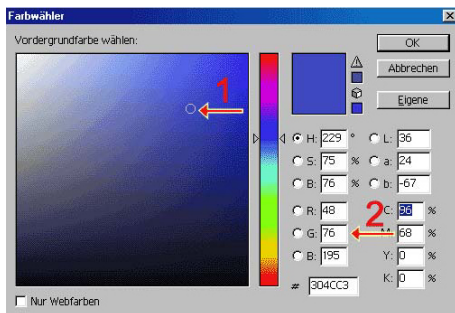 Farbwähler
Vordergrundfarbe wählen:
OK
Abbrechen
Eigene
1
H: 229 ° L: 36
S: 75 % a: 24
B: 76 % b: -67
R: 48 C: 96 %
G: 76 2 M: 68 %
B: 195 Y: 0 %
# 304CC3 K: 0 %
Nur Webfarben